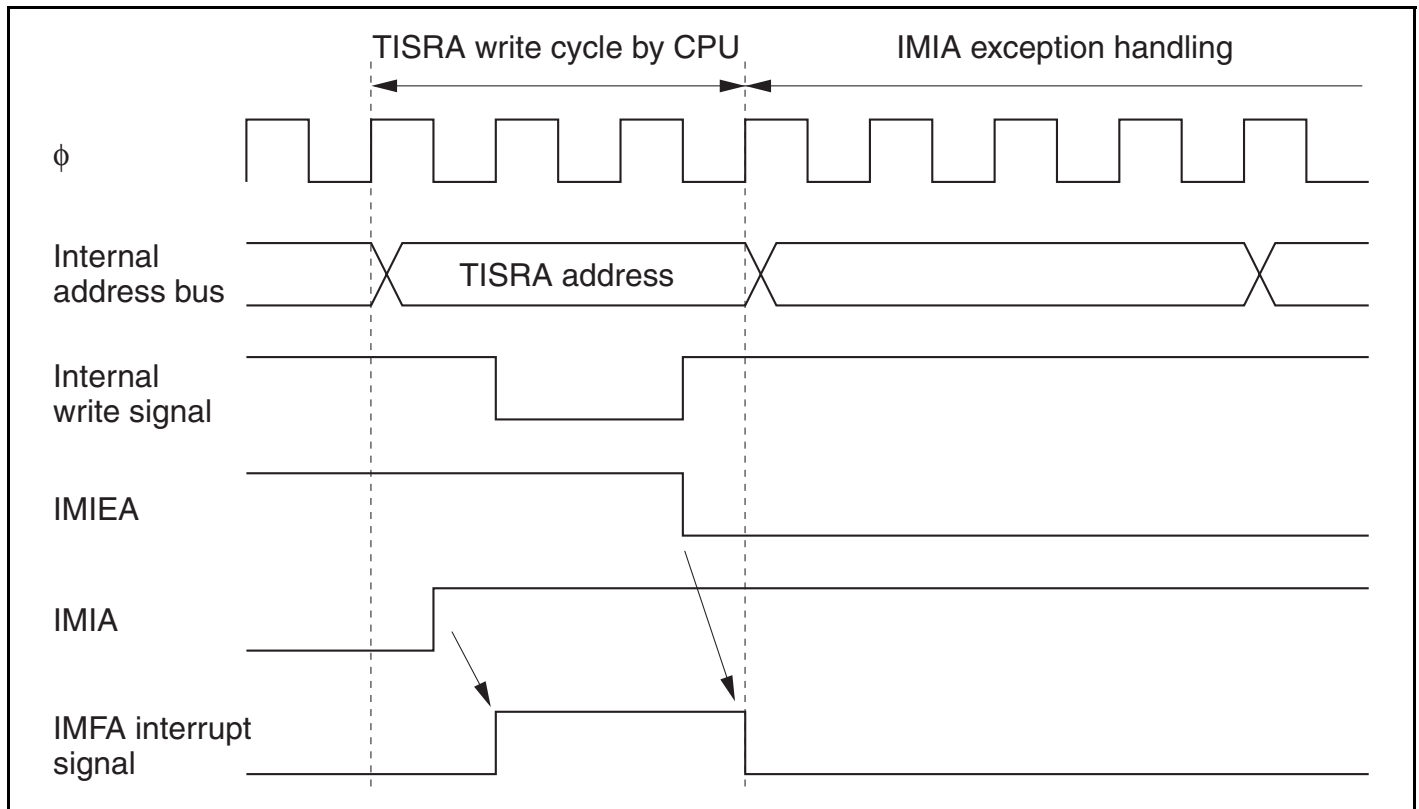 TISRA write cycle by CPU
IMIA exception handling
ϕ
Internal
address bus
TISRA address
Internal
write signal
IMIEA
IMIA
IMFA interrupt
signal